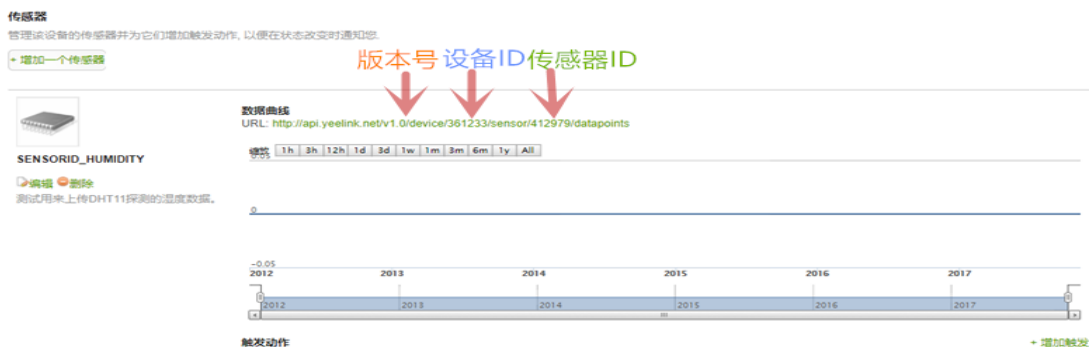 传感器
管理该设备的传感器并为它们增加触发动作, 以便在状态改变时通知您.
+ 增加一个传感器
版本号 设备ID 传感器ID
数据曲线
URL: http://api.yeelink.net/v1.0/device/361233/sensor/412979/datapoints
缩放 1h 3h 12h 1d 3d 1w 1m 3m 6m 1y All
0.05
SENSORID_HUMIDITY
编辑 删除
测试用来上传DHT11探测的湿度数据。
0
-0.05
2012 2013 2014 2015 2016 2017
2012 2013 2014 2015 2016 2017
触发动作
+ 增加触发